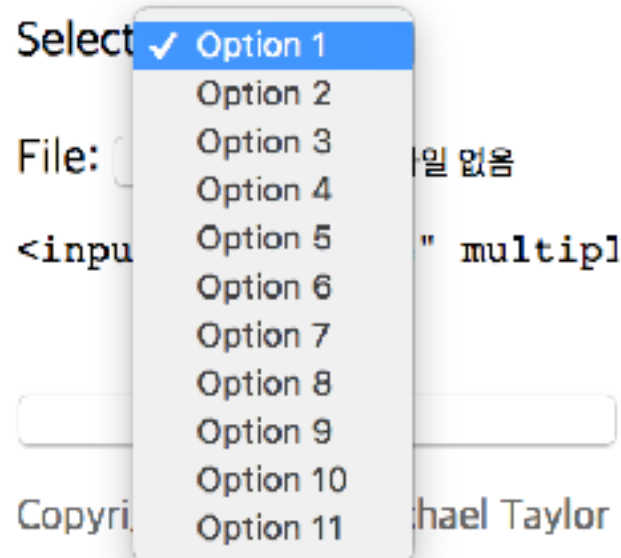 Select
✓ Option 1
Option 2
File:
Option 3
일 없음
Option 4
<inpu
Option 5
" multipl
Option 6
Option 7
Option 8
Option 9
Option 10
Copyri
Option 11
hael Taylor